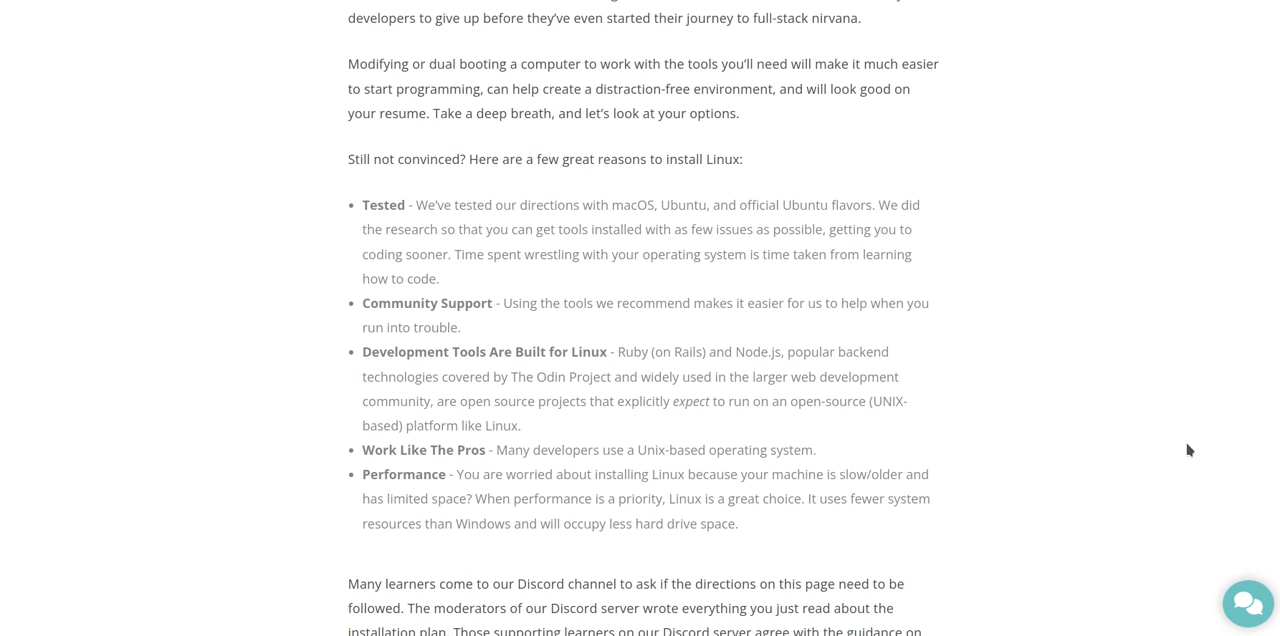 developers to give up before they’ve even started their journey to full-stack nirvana.
Modifying or dual booting a computer to work with the tools you’ll need will make it much easier
to start programming, can help create a distraction-free environment, and will look good on
your resume. Take a deep breath, and let’s look at your options.
Still not convinced? Here are a few great reasons to install Linux:
• Tested - We’ve tested our directions with macOS, Ubuntu, and official Ubuntu flavors. We did
the research so that you can get tools installed with as few issues as possible, getting you to
coding sooner. Time spent wrestling with your operating system is time taken from learning
how to code.
• Community Support - Using the tools we recommend makes it easier for us to help when you
run into trouble.
• Development Tools Are Built for Linux - Ruby (on Rails) and Node.js, popular backend
technologies covered by The Odin Project and widely used in the larger web development
community, are open source projects that explicitly expect to run on an open-source (UNIX-
based) platform like Linux.
• Work Like The Pros - Many developers use a Unix-based operating system.
• Performance - You are worried about installing Linux because your machine is slow/older and
has limited space? When performance is a priority, Linux is a great choice. It uses fewer system
resources than Windows and will occupy less hard drive space.
Many learners come to our Discord channel to ask if the directions on this page need to be
followed. The moderators of our Discord server wrote everything you just read about the
installation plan. Those supporting learners on our Discord server agree with the guidance on